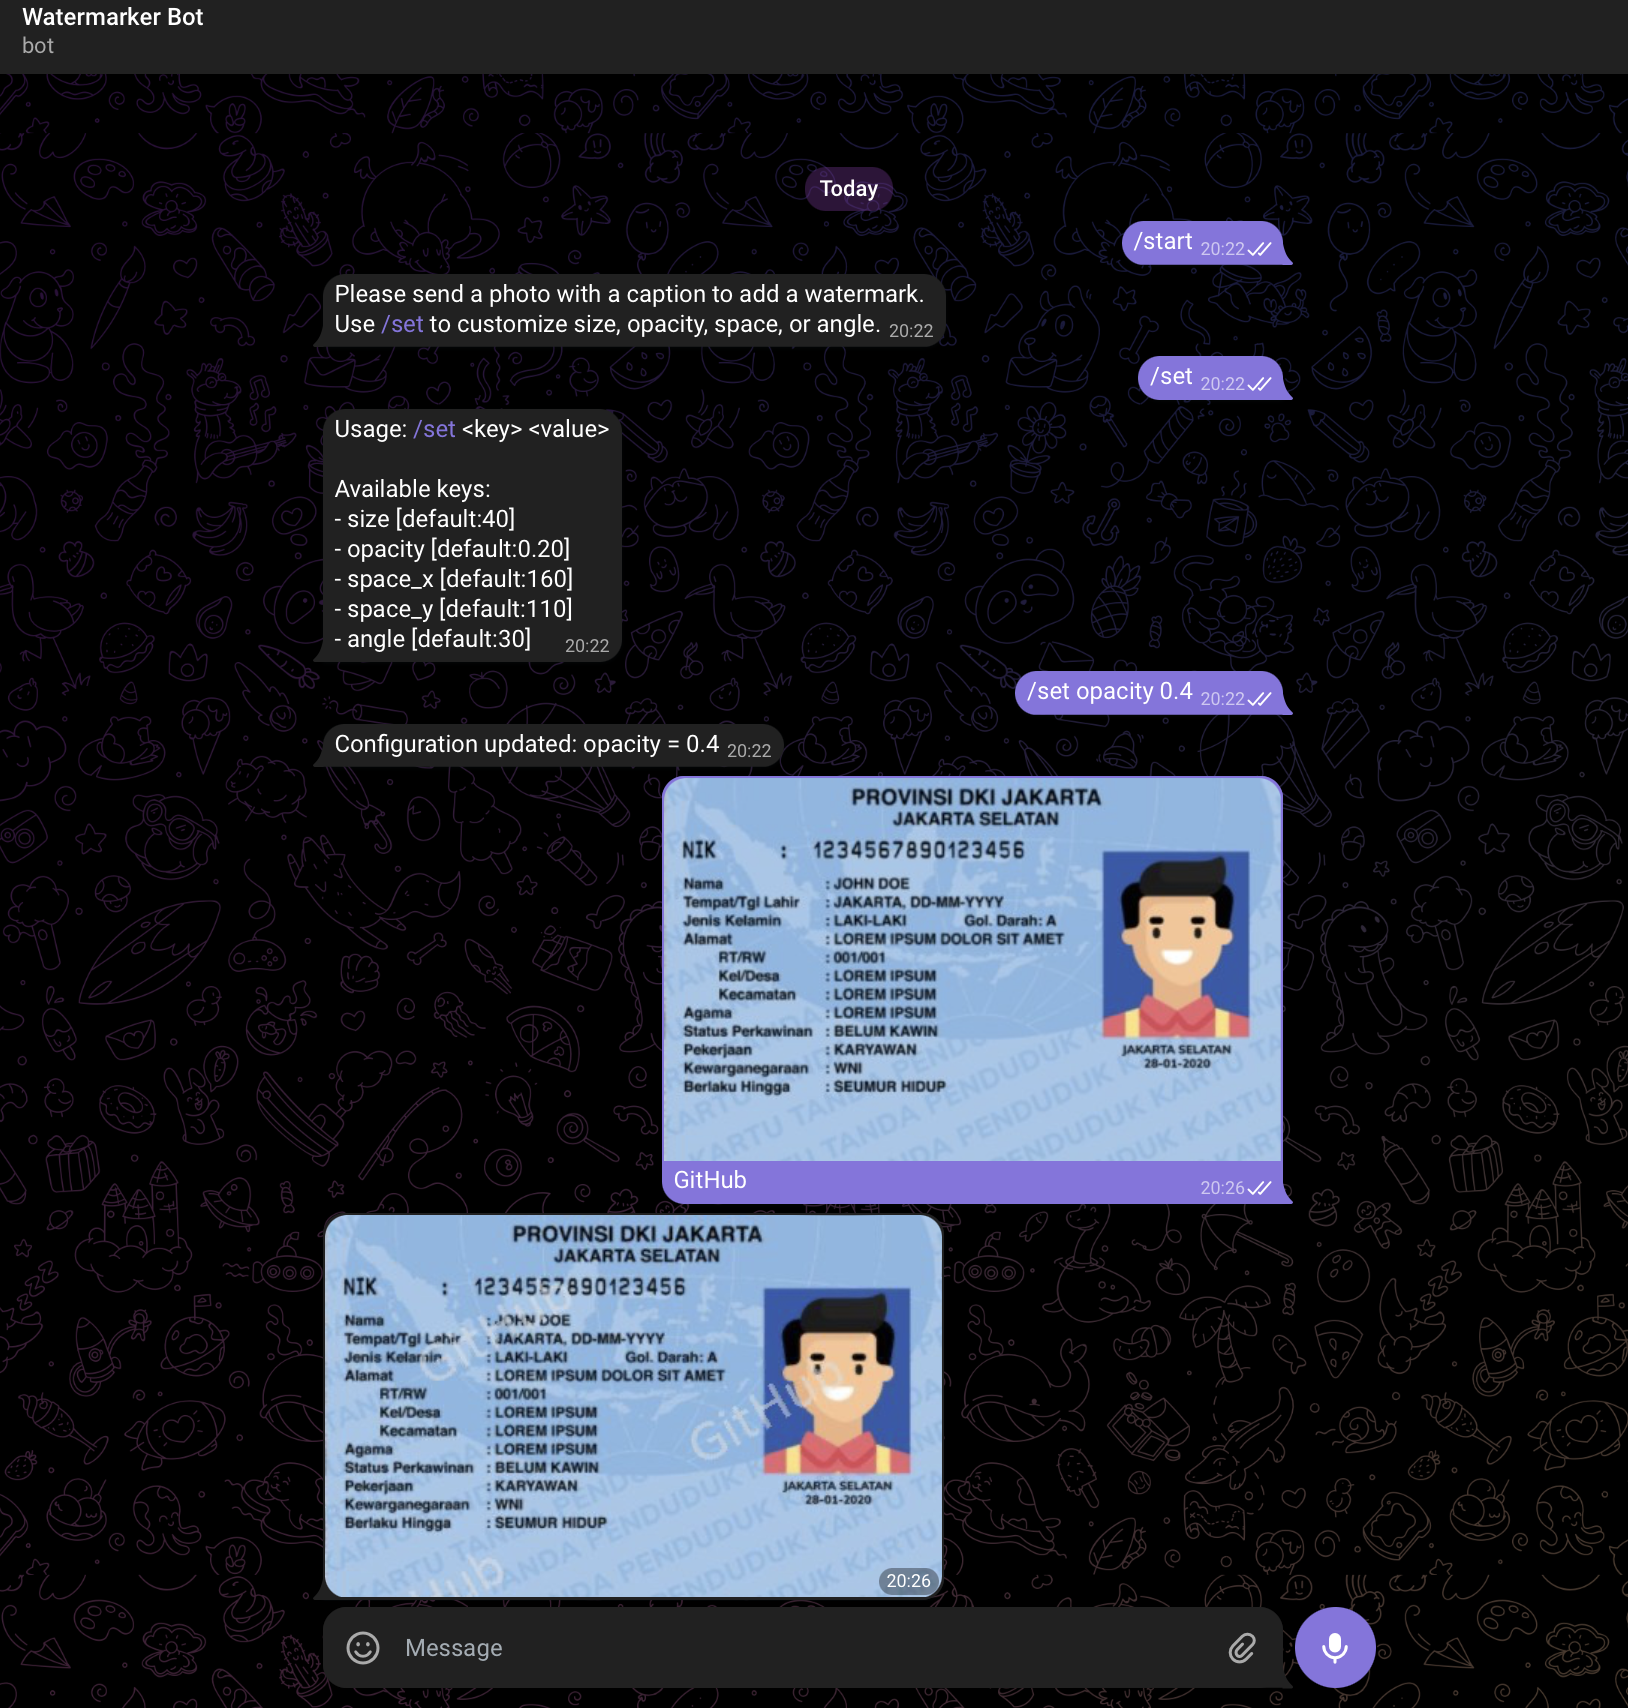 Watermarker Bot
bot
Today
/start 20:22
Please send a photo with a caption to add a watermark.
Use /set to customize size, opacity, space, or angle. 20:22
/set 20:22
Usage: /set <key> <value>
Available keys:
- size [default:40]
- opacity [default:0.20]
- space_x [default:160]
- space_y [default:110]
- angle [default:30] 20:22
/set opacity 0.4 20:22
Configuration updated: opacity = 0.4 20:22
PROVINSI DKI JAKARTA
JAKARTA SELATAN
NIK : 1234567890123456
Nama : JOHN DOE
Tempat/Tgl Lahir : JAKARTA, DD-MM-YYYY
Jenis Kelamin : LAKI-LAKI Gol. Darah: A
Alamat : LOREM IPSUM DOLOR SIT AMET
RT/RW : 001/001
Kel/Desa : LOREM IPSUM
Kecamatan : LOREM IPSUM
Agama : LOREM IPSUM
Status Perkawinan : BELUM KAWIN
Pekerjaan : KARYAWAN
Kewarganegaraan : WNI
Berlaku Hingga : SEUMUR HIDUP
JAKARTA SELATAN
28-01-2020
KARTU TANDA PENDUDUK KARTU
GitHub 20:26
PROVINSI DKI JAKARTA
JAKARTA SELATAN
NIK : 1234567890123456
Nama : JOHN DOE
Tempat/Tgl Lahir : JAKARTA, DD-MM-YYYY
Jenis Kelamin : LAKI-LAKI Gol. Darah: A
Alamat : LOREM IPSUM DOLOR SIT AMET
RT/RW : 001/001
Kel/Desa : LOREM IPSUM
Kecamatan : LOREM IPSUM
Agama : LOREM IPSUM
Status Perkawinan : BELUM KAWIN
Pekerjaan : KARYAWAN
Kewarganegaraan : WNI
Berlaku Hingga : SEUMUR HIDUP
JAKARTA SELATAN
28-01-2020
GitHub
GitHub
Hub
KARTU TANDA PENDUDUK KARTU
20:26
Message